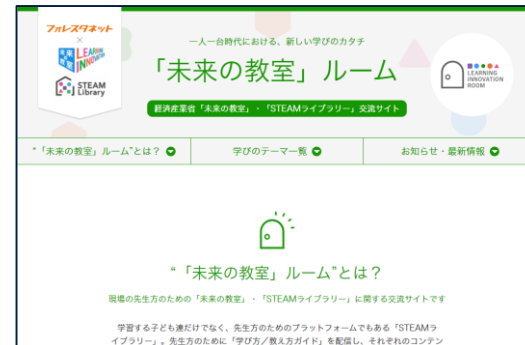 フォレスタネット
×
未来の教室
LEARNING INNOVATION
STEAM Library
一人一台時代における、新しい学びのカタチ
「未来の教室」ルーム
経済産業省「未来の教室」・「STEAMライブラリー」交流サイト
LEARNING
INNOVATION
ROOM
“「未来の教室」ルーム”とは？
学びのテーマ一覧
お知らせ・最新情報
“「未来の教室」ルーム”とは？
現場の先生方のための「未来の教室」・「STEAMライブラリー」に関する交流サイトです
学習する子ども達だけでなく、先生方のためのプラットフォームでもある「STEAMラ
イブラリー」。先生方のために「学び方／教え方ガイド」を配信し、それぞれのコンテン